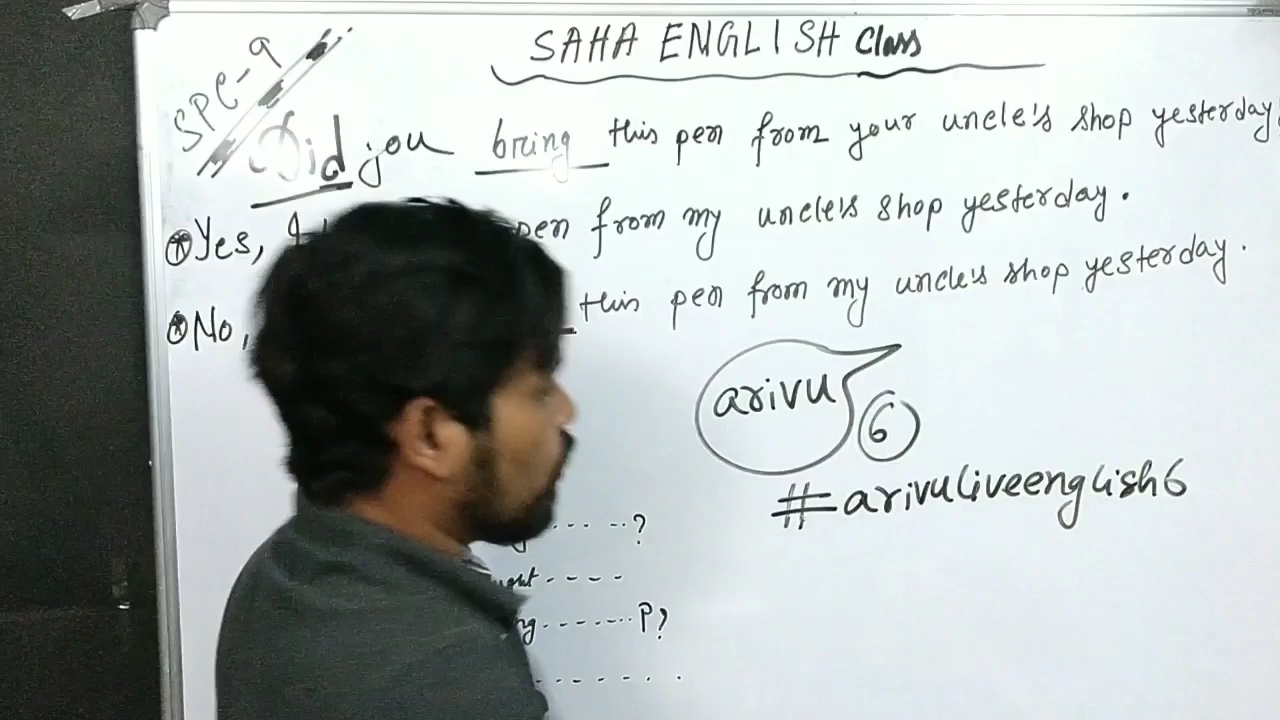 SAHA ENGLISH Class
SPE-9
Did you bring this pen from your uncle's shop yesterday.
Yes, I pen from my uncle's shop yesterday.
No, this pen from my uncle's shop yesterday.
arivu
6
#arivuliveenglish6
- - - - -?
- - - -
-------P?
- - - - - -